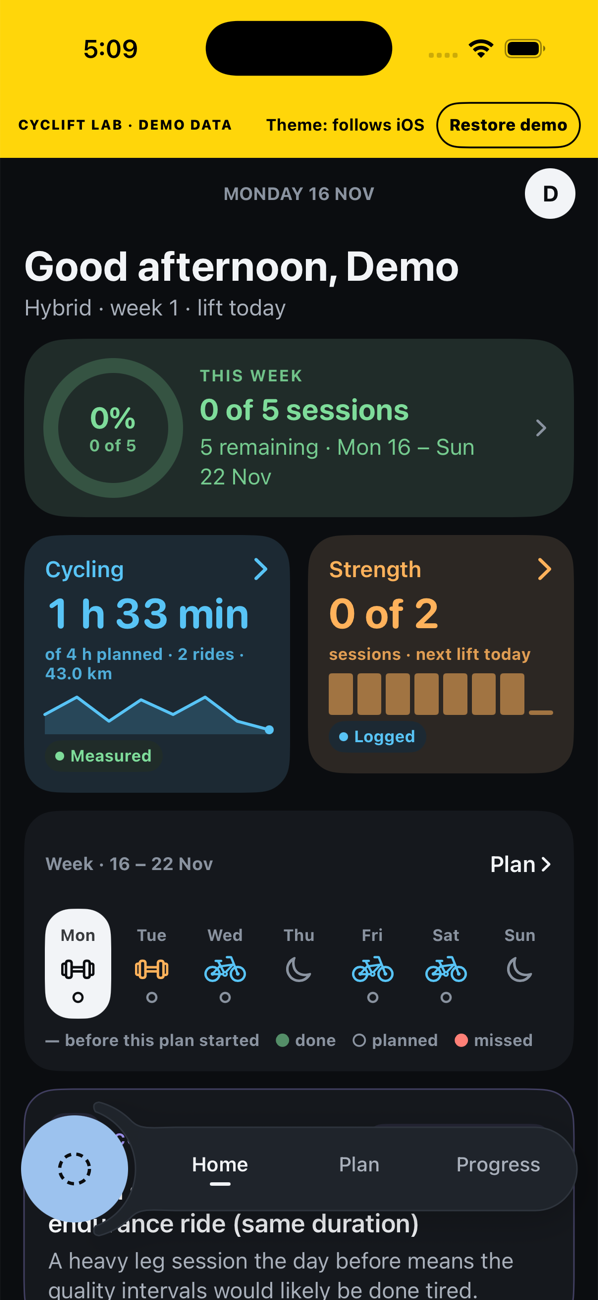 5:09
CYCLIFT LAB · DEMO DATA Theme: follows iOS Restore demo
MONDAY 16 NOV D
Good afternoon, Demo
Hybrid · week 1 · lift today
THIS WEEK
0%
0 of 5
0 of 5 sessions
5 remaining · Mon 16 – Sun
22 Nov
Cycling
1 h 33 min
of 4 h planned · 2 rides ·
43.0 km
Measured
Strength
0 of 2
sessions · next lift today
Logged
Week · 16 – 22 Nov Plan
Mon Tue Wed Thu Fri Sat Sun
— before this plan started done planned missed
Home Plan Progress
endurance ride (same duration)
A heavy leg session the day before means the
quality intervals would likely be done tired.